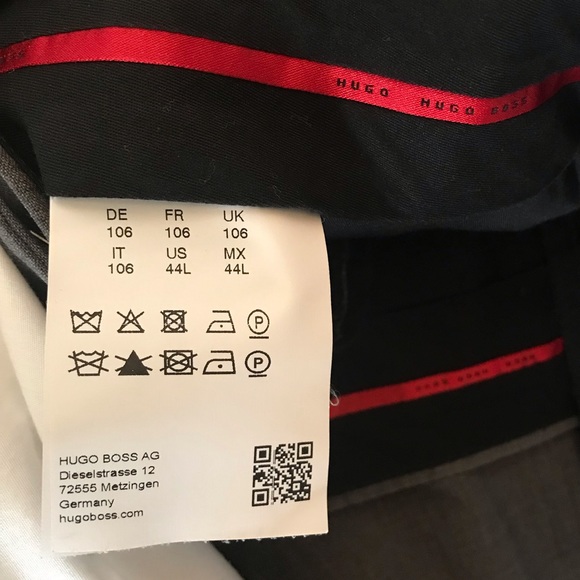 HUGO HUGO BOSS
DE FR UK
106 106 106
IT US MX
106 44L 44L
P
P
HUGO BOSS AG
Dieselstrasse 12
72555 Metzingen
Germany
hugoboss.com